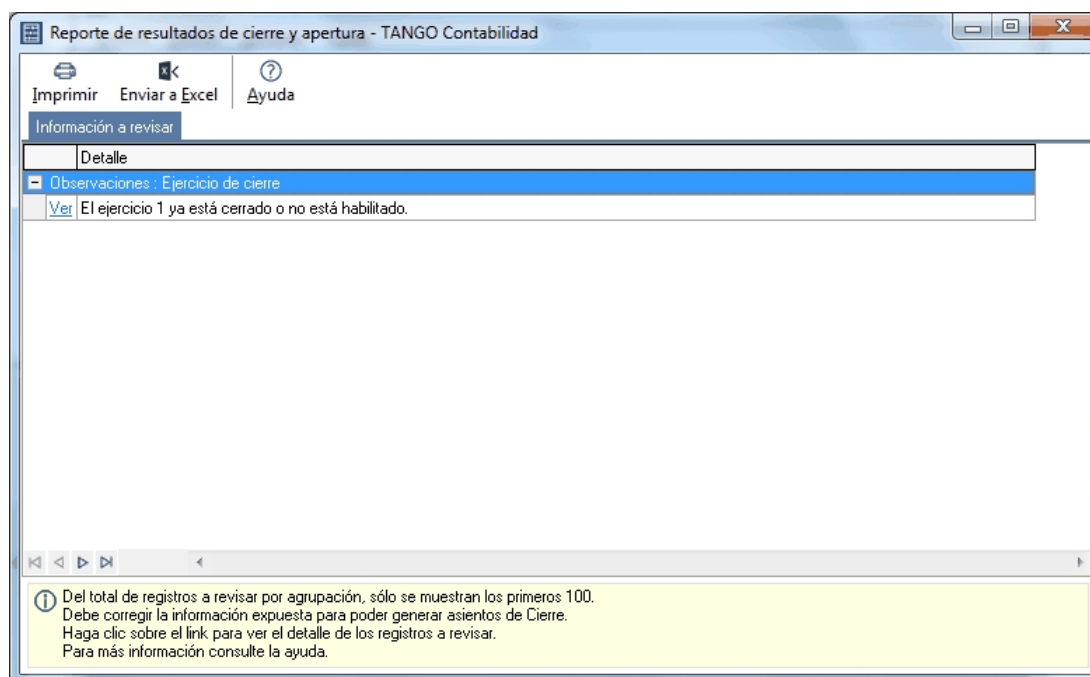 Reporte de resultados de cierre y apertura - TANGO Contabilidad
Imprimir Enviar a Excel Ayuda
Información a revisar
Detalle
Observaciones : Ejercicio de cierre
Ver El ejercicio 1 ya está cerrado o no está habilitado.
Del total de registros a revisar por agrupación, sólo se muestran los primeros 100.
Debe corregir la información expuesta para poder generar asientos de Cierre.
Haga clic sobre el link para ver el detalle de los registros a revisar.
Para más información consulte la ayuda.